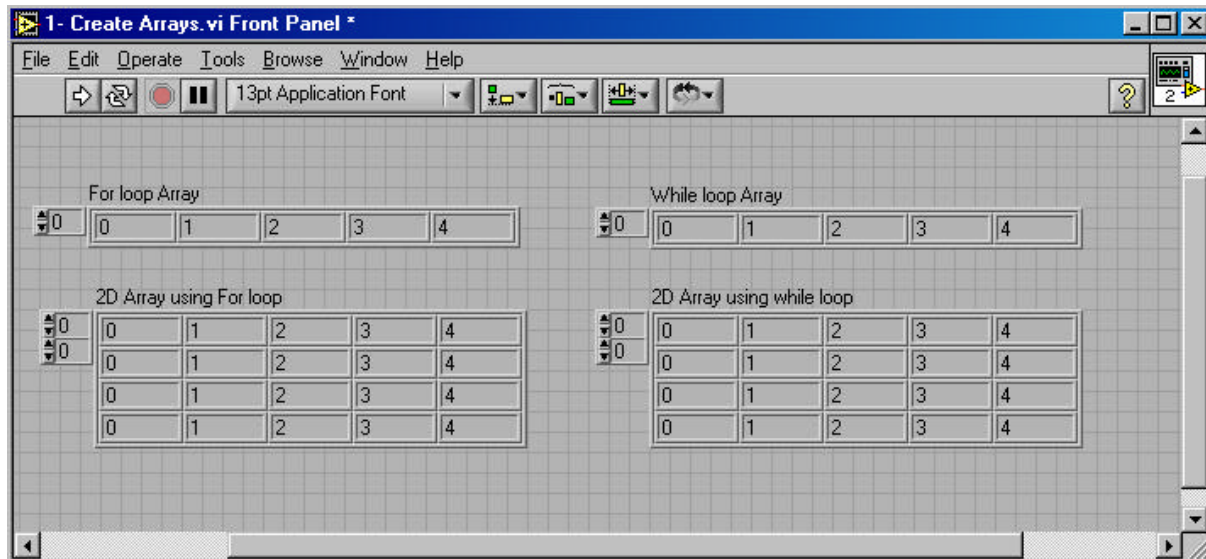 1- Create Arrays.vi Front Panel *
File Edit Operate Tools Browse Window Help
13pt Application Font
?
2
For loop Array
0 0 1 2 3 4
While loop Array
0 0 1 2 3 4
2D Array using For loop
0 0 1 2 3 4
0 0 1 2 3 4
0 1 2 3 4
0 1 2 3 4
2D Array using while loop
0 0 1 2 3 4
0 0 1 2 3 4
0 1 2 3 4
0 1 2 3 4